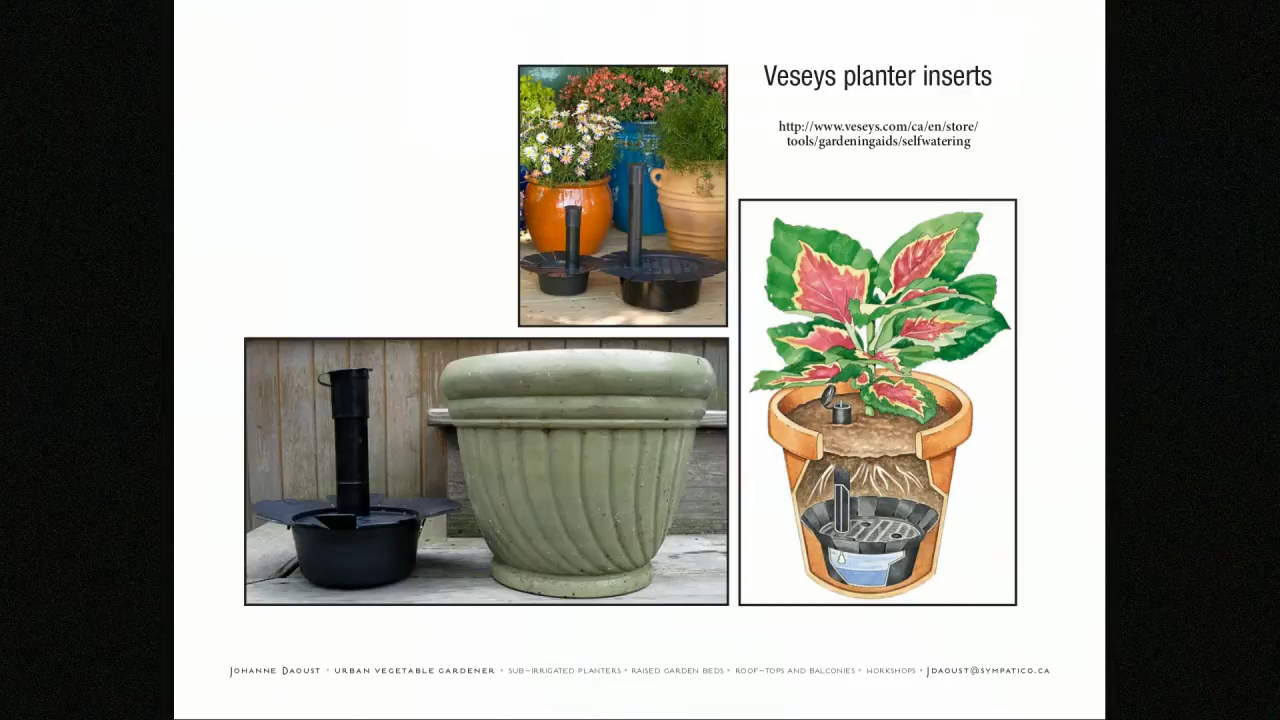 Veseys planter inserts
http://www.veseys.com/ca/en/store/
tools/gardeningaids/selfwatering
Johanne Daoust • urban vegetable gardener • sub-irrigated planters • raised garden beds • roof-tops and balconies • workshops • jdaoust@sympatico.ca